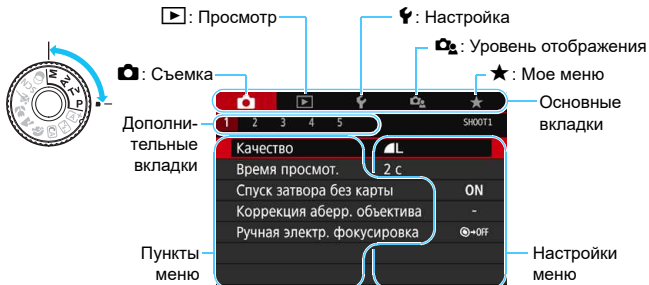 : Просмотр
: Настройка
: Уровень отображения
: Съемка
: Мое меню
Основные
вкладки
Дополни-
тельные
вкладки
1 2 3 4 5 SHOOT1
Качество L
Время просмот. 2 с
Спуск затвора без карты ON
Коррекция аберр. объектива -
Ручная электр. фокусировка →OFF
Пункты
меню
Настройки
меню
M
Av
Tv
P